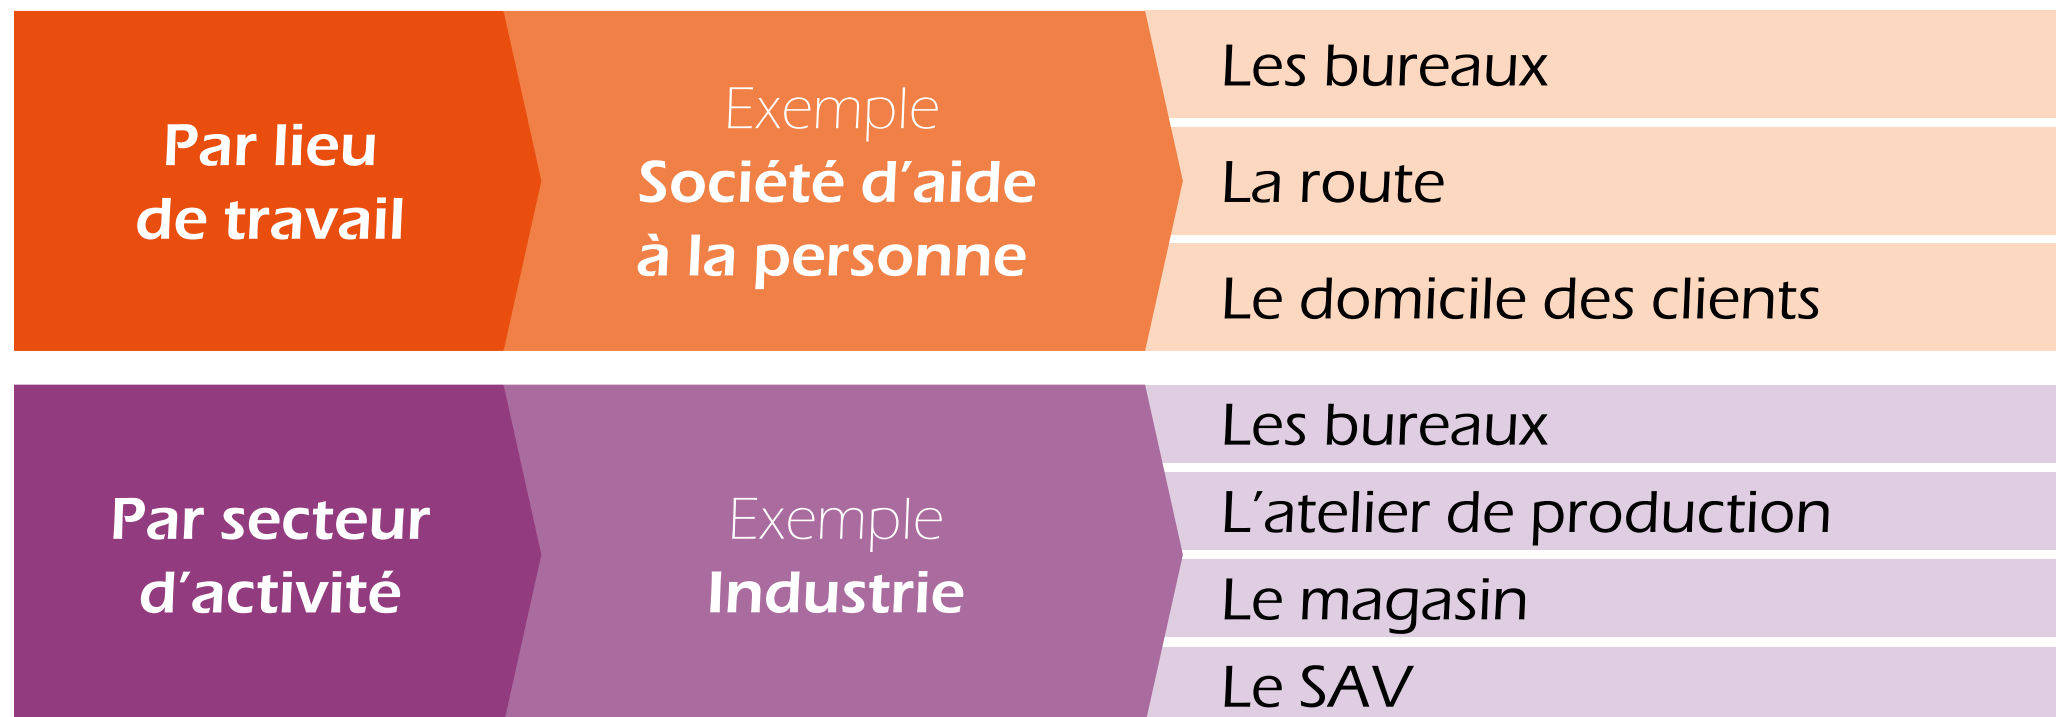 Par lieu
de travail
Exemple
Société d’aide
à la personne
Les bureaux
La route
Le domicile des clients
Par secteur
d’activité
Exemple
Industrie
Les bureaux
L’atelier de production
Le magasin
Le SAV